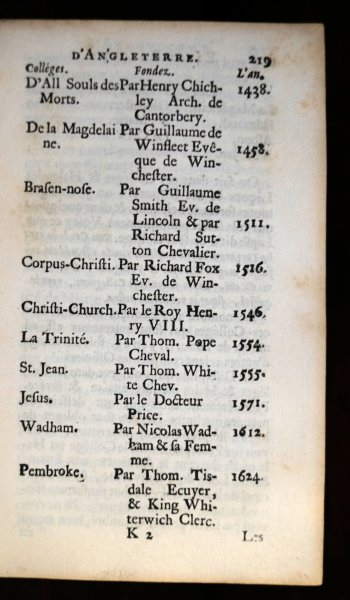 D'ANGLETERRE. 219
Colléges. Fondez. L'an.
D'All Souls des Par Henry Chich- 1438.
Morts. ley Arch. de
Cantorbery.
De la Magdelai Par Guillaume de
ne. Winfleet Evê- 1458.
que de Win-
chester.
Brasen-nose. Par Guillaume
Smith Ev. de
Lincoln & par 1511.
Richard Sut-
ton Chevalier.
Corpus-Christi. Par Richard Fox 1516.
Ev. de Win-
chester.
Christi-Church. Par le Roy Hen- 1546.
ry VIII.
La Trinité. Par Thom. Pope 1554.
Cheval.
St. Jean. Par Thom. Whi- 1555.
te Chev.
Jesus. Par le Docteur 1571.
Price.
Wadham. Par Nicolas Wad- 1612.
ham & sa Fem-
me.
Pembroke, Par Thom. Tis- 1624.
dale Ecuyer,
& King Whi-
terwich Clerc.
K 2 Les